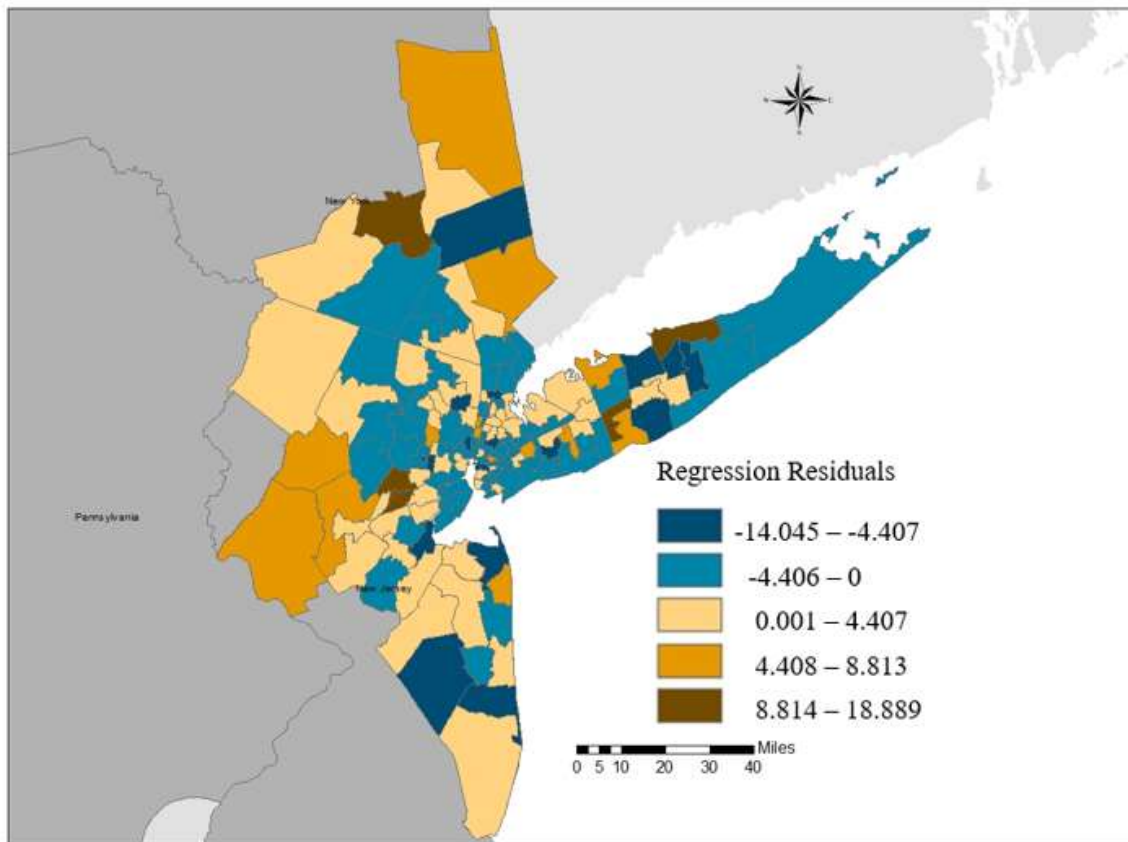 N
W
E
S
New York
Pennsylvania
New Jersey
Regression Residuals
-14.045 – -4.407
-4.406 – 0
0.001 – 4.407
4.408 – 8.813
8.814 – 18.889
Miles
0 5 10 20 30 40